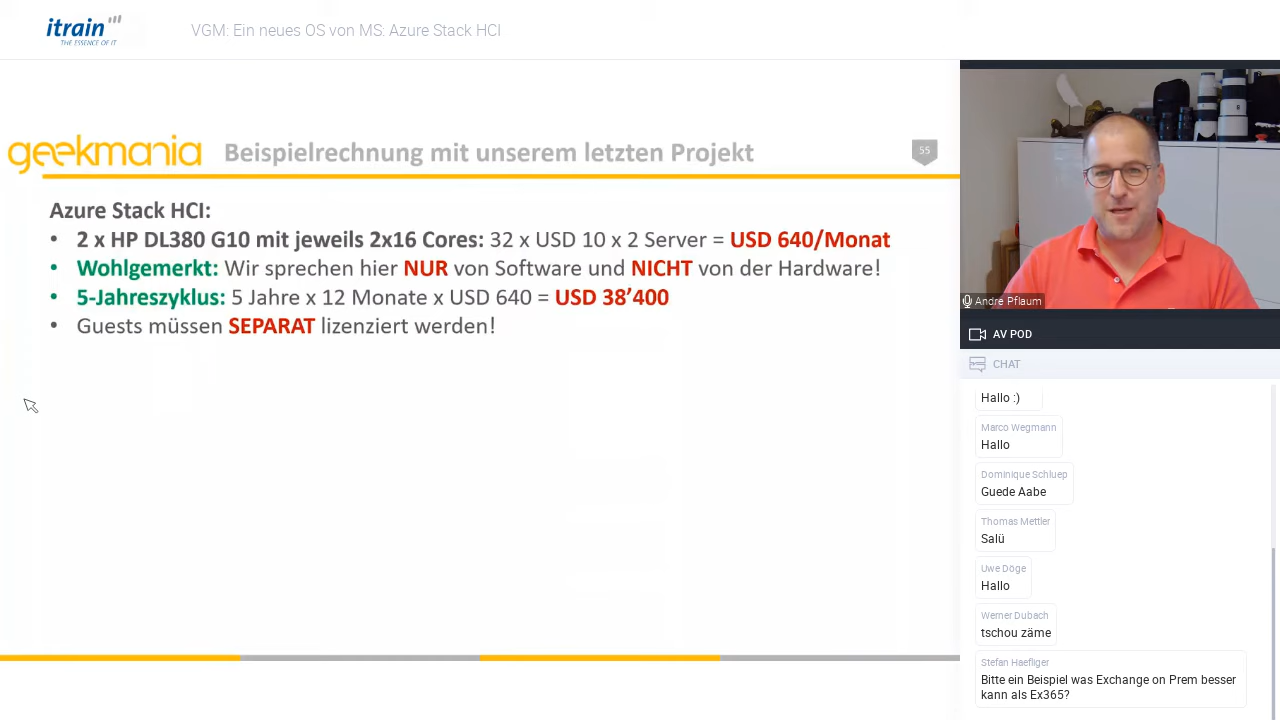 itrain
THE ESSENCE OF IT
VGM: Ein neues OS von MS: Azure Stack HCI
geekmania
Beispielrechnung mit unserem letzten Projekt
55
Azure Stack HCI:
• 2 x HP DL380 G10 mit jeweils 2x16 Cores: 32 x USD 10 x 2 Server = USD 640/Monat
• Wohlgemerkt: Wir sprechen hier NUR von Software und NICHT von der Hardware!
• 5-Jahreszyklus: 5 Jahre x 12 Monate x USD 640 = USD 38’400
• Guests müssen SEPARAT lizenziert werden!
André Pflaum
AV POD
CHAT
Hallo :)
Marco Wegmann
Hallo
Dominique Schluep
Guede Aabe
Thomas Mettler
Salü
Uwe Döge
Hallo
Werner Dubach
tschou zäme
Stefan Haefliger
Bitte ein Beispiel was Exchange on Prem besser
kann als Ex365?